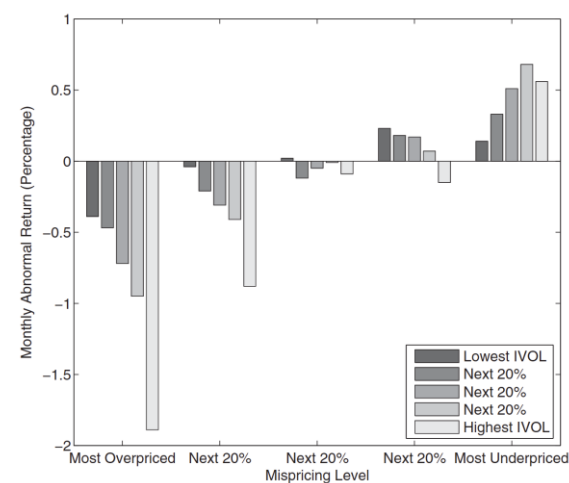 Monthly Abnormal Return (Percentage)
1
0.5
0
−0.5
−1
−1.5
−2
Lowest IVOL
Next 20%
Next 20%
Next 20%
Highest IVOL
Most Overpriced Next 20% Next 20% Next 20% Most Underpriced
Mispricing Level